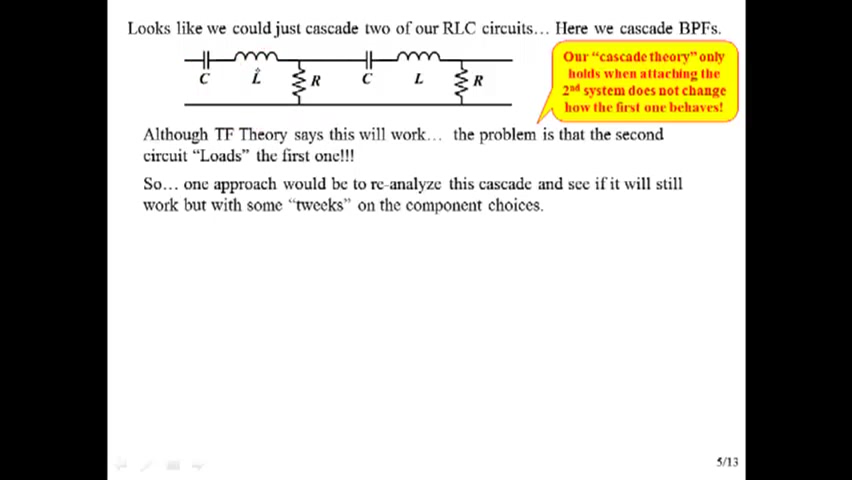 Looks like we could just cascade two of our RLC circuits… Here we cascade BPFs.
C L R C L R
Our “cascade theory” only
holds when attaching the
2nd system does not change
how the first one behaves!
Although TF Theory says this will work… the problem is that the second
circuit “Loads” the first one!!!
So… one approach would be to re-analyze this cascade and see if it will still
work but with some “tweeks” on the component choices.
5/13